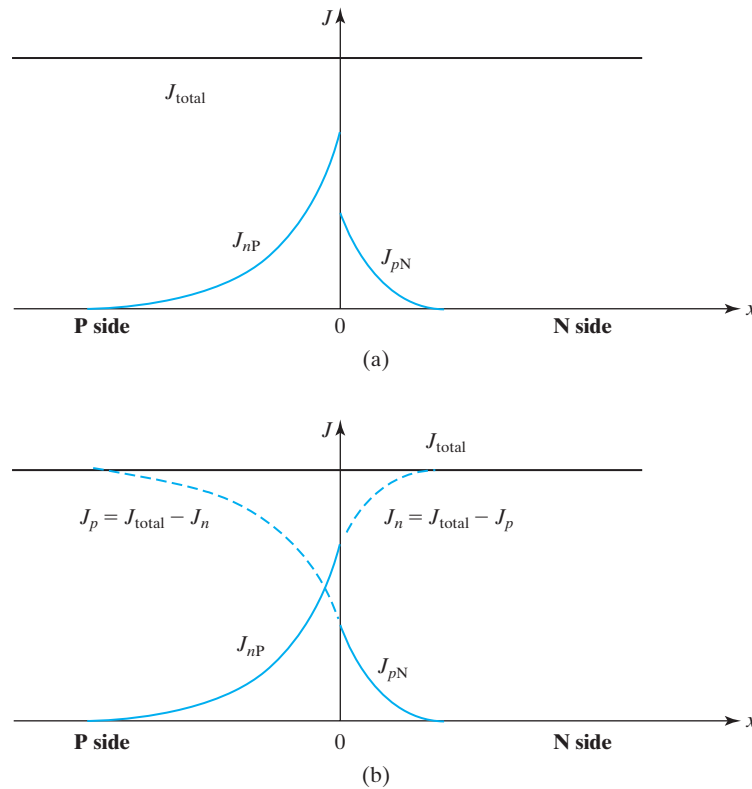 J
J_total
J_nP
J_pN
x
P side
0
N side
(a)
J
J_total
J_p = J_total − J_n
J_n = J_total − J_p
J_nP
J_pN
x
P side
0
N side
(b)